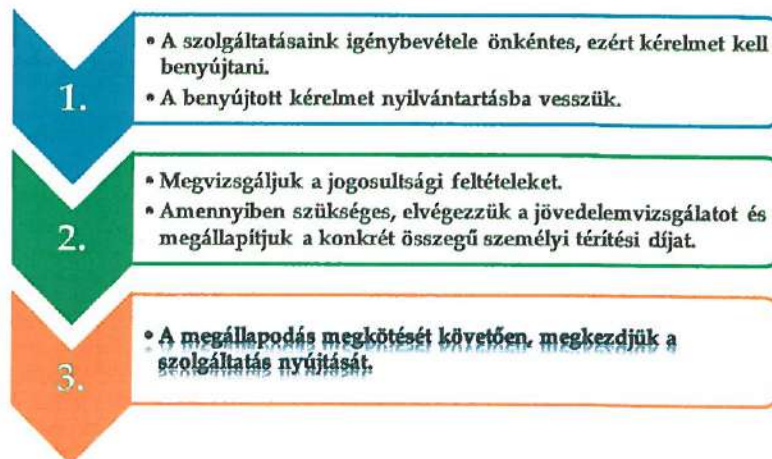 1.
• A szolgáltatásaink igénybevétele önkéntes, ezért kérelmet kell
benyújtani.
• A benyújtott kérelmet nyilvántartásba vesszük.
2.
• Megvizsgáljuk a jogosultsági feltételeket.
• Amennyiben szükséges, elvégezzük a jövedelemvizsgálatot és
megállapítjuk a konkrét összegű személyi térítési díjat.
3.
• A megállapodás megkötését követően, megkezdjük a
szolgáltatás nyújtását.